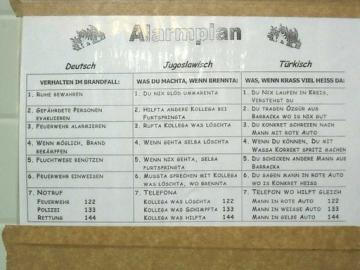 Alarmplan
Deutsch Jugoslawisch Türkisch
VERHALTEN IM BRANDFALL: WAS DU MACHTA, WENN BRENNTA: WAS, WENN KRASS VIEL HEISS DA:
1. RUHE BEWAHREN 1. DU NIX GLÖD UMMARENTA 1. DU NIX LAUFEN IN KREIS,
VERSTEHST DU
2. GEFÄHRDETE PERSONEN 2. HILFTA ANDERE KOLLEGA BEI 2. DU TRAGEN ÖZGÜR AUS
EVAKUIEREN FURTSPRINGTA BARRACKA WO IS NIX GUT
3. FEUERWEHR ALARMIEREN 3. RUFTA KOLLEGA WAS LÖSCHTA 3. DU KONKRET SCHREIEN NACH
MANN MIT ROTE AUTO
4. WENN MÖGLICH, BRAND 4. WENN GEHTA SELBA LÖSCHTA 4. WENN DU KÖNNEN, DU MIT
BEKÄMPFEN WASSA KORREKT SPRITZ MACHEN
5. FLUCHTWEGE BENÜTZEN 5. WENN NIX GEHTA, SELBA 5. DU SCHICKEN ANDERE MANN AUS
FURTSPRINGTA BARRACKA
6. FEUERWEHR EINWEISEN 6. MUSSTA SPRECHEN MIT KOLLEGA 6. DU SAGEN MANN IN ROTE AUTO
WAS LÖSCHTA, WO BRENNTA WO IS KONKRET HEISS
7. NOTRUF 7. TELEFONA 7. TELEFON WO HILFT GLEICH
FEUERWEHR 122 KOLLEGA WAS LÖSCHTA 122 MANN IN ROTE AUTO 122
POLIZEI 133 KOLLEGA WAS SCHIMPFTA 133 MANN IN WEISSE AUTO 133
RETTUNG 144 KOLLEGA WAS HILFTA 144 MANN IN GELBE AUTO 144